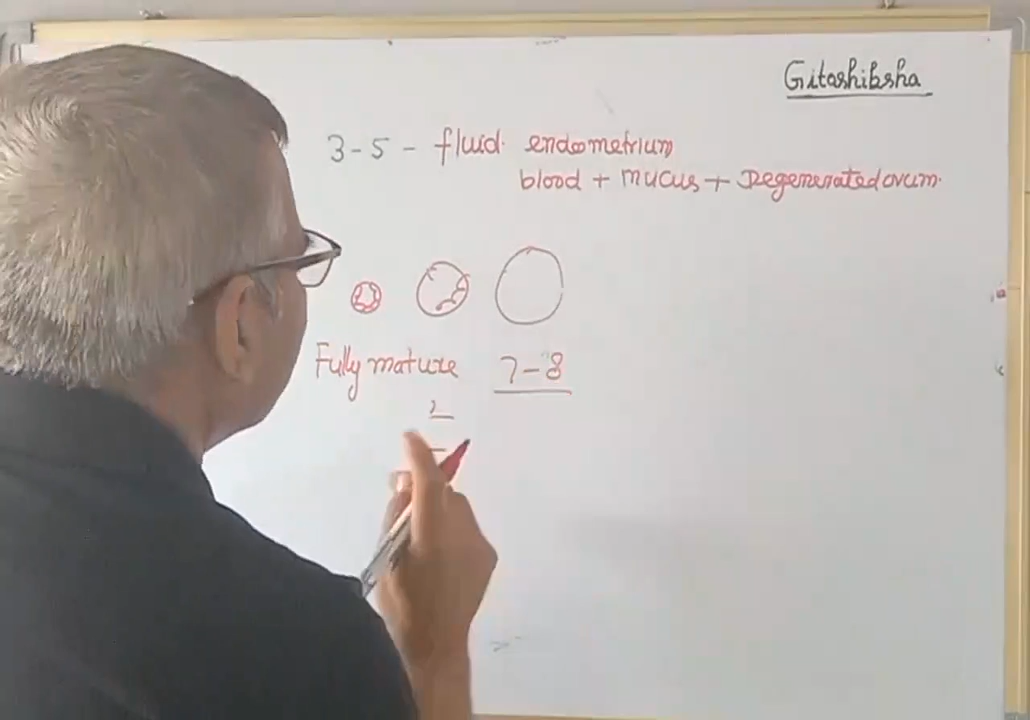 Gitashiksha
3-5 - fluid endometrium
blood + mucus + Degenerated ovum.
Fully mature 7-8